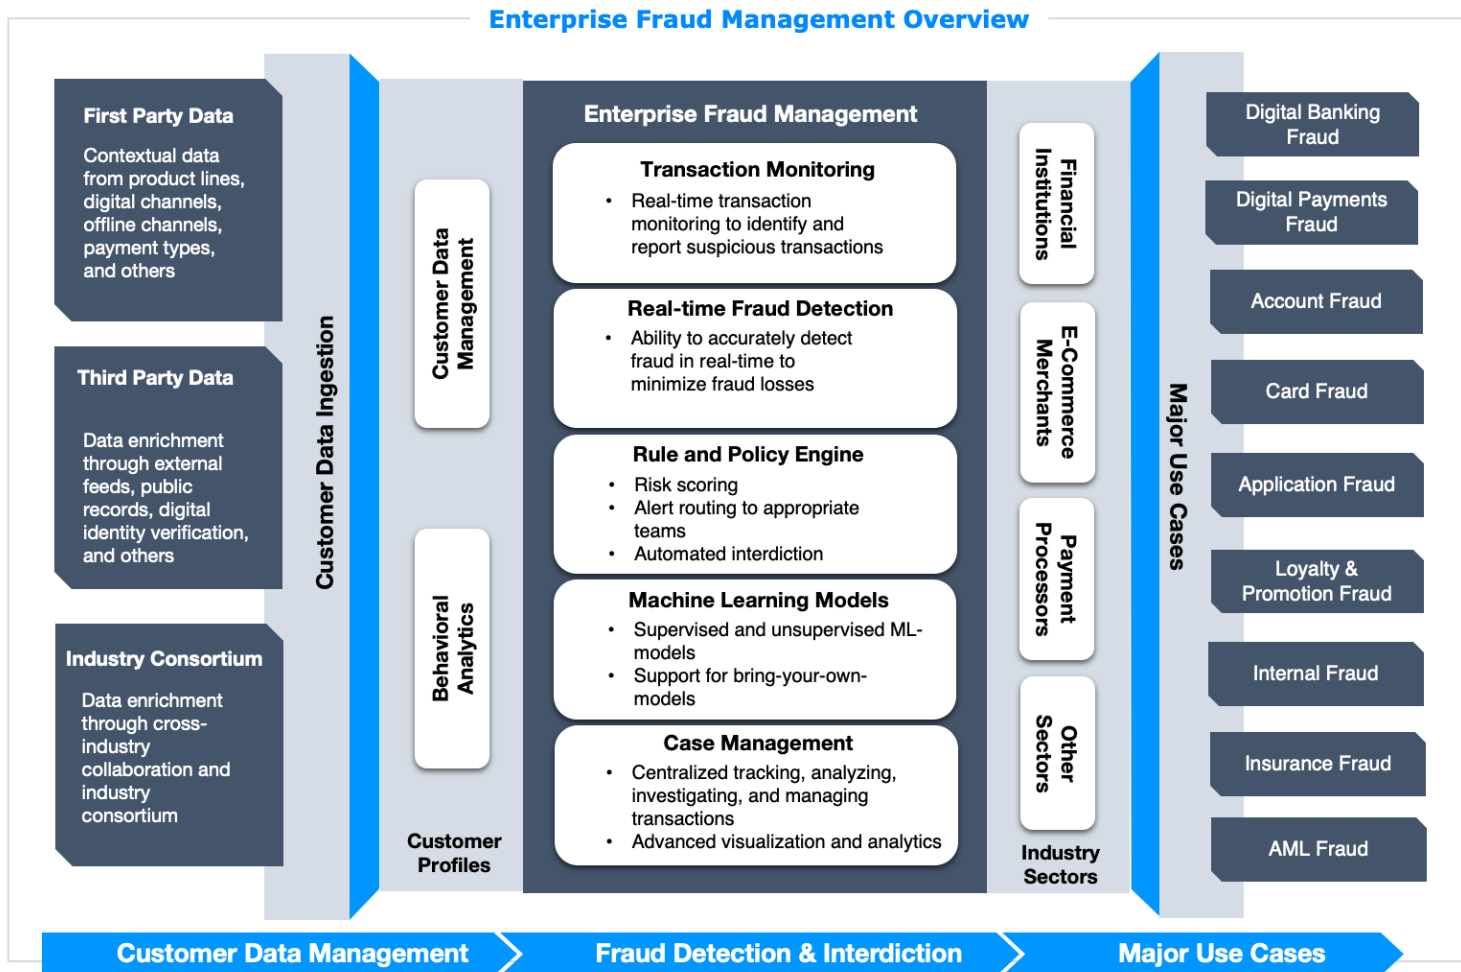 Enterprise Fraud Management Overview
First Party Data
Contextual data
from product lines,
digital channels,
offline channels,
payment types,
and others
Third Party Data
Data enrichment
through external
feeds, public
records, digital
identity verification,
and others
Industry Consortium
Data enrichment
through cross-
industry
collaboration and
industry
consortium
Customer Data Ingestion
Customer Data
Management
Behavioral
Analytics
Customer
Profiles
Enterprise Fraud Management
Transaction Monitoring
• Real-time transaction
monitoring to identify and
report suspicious transactions
Real-time Fraud Detection
• Ability to accurately detect
fraud in real-time to
minimize fraud losses
Rule and Policy Engine
• Risk scoring
• Alert routing to appropriate
teams
• Automated interdiction
Machine Learning Models
• Supervised and unsupervised ML-
models
• Support for bring-your-own-
models
Case Management
• Centralized tracking, analyzing,
investigating, and managing
transactions
• Advanced visualization and analytics
Financial
Institutions
E-Commerce
Merchants
Payment
Processors
Other
Sectors
Industry
Sectors
Major Use Cases
Digital Banking
Fraud
Digital Payments
Fraud
Account Fraud
Card Fraud
Application Fraud
Loyalty &
Promotion Fraud
Internal Fraud
Insurance Fraud
AML Fraud
Customer Data Management
Fraud Detection & Interdiction
Major Use Cases